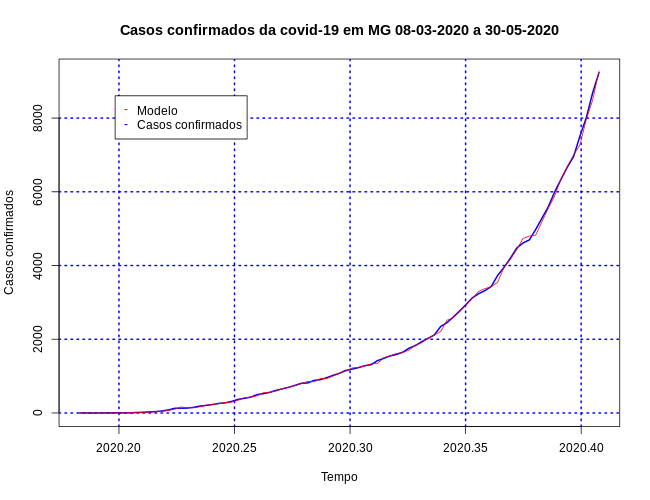 Casos confirmados da covid-19 em MG 08-03-2020 a 30-05-2020
Modelo
Casos confirmados
Casos confirmados
8000
6000
4000
2000
0
2020.20 2020.25 2020.30 2020.35 2020.40
Tempo